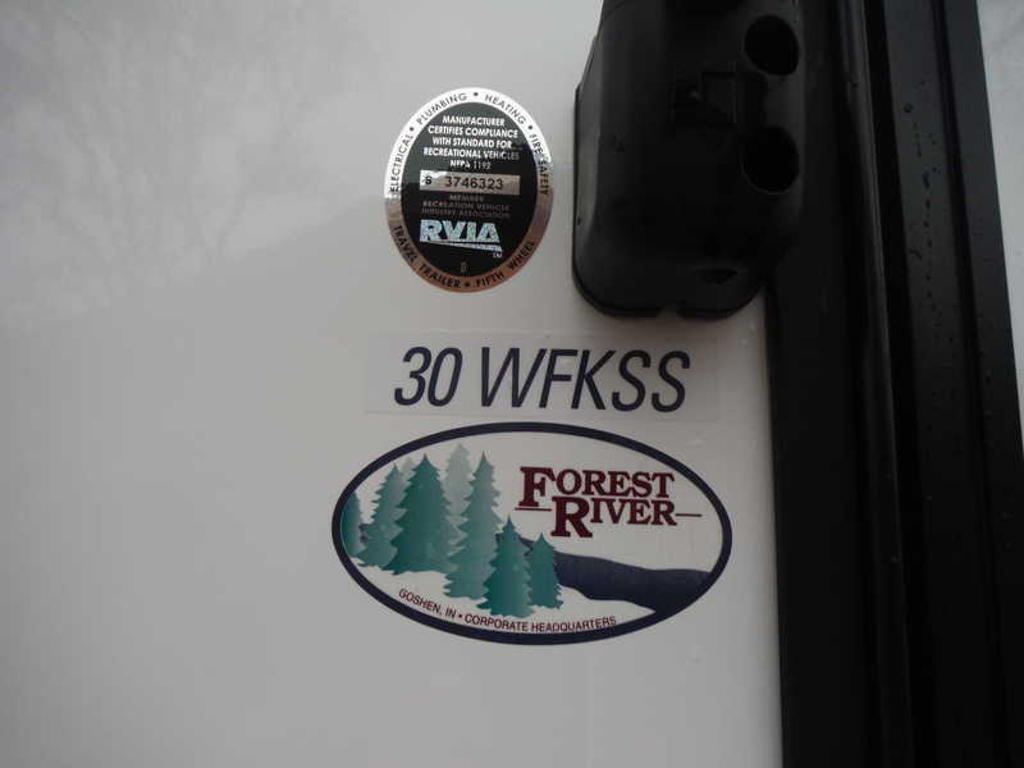 ELECTRICAL • PLUMBING • HEATING • FIRE SAFETY
MANUFACTURER
CERTIFIES COMPLIANCE
WITH STANDARD FOR
RECREATIONAL VEHICLES
NFPA 1192
S 3746323
MEMBER
RECREATION VEHICLE
INDUSTRY ASSOCIATION
RVIA
TM
TRAVEL TRAILER • FIFTH WHEEL
30 WFKSS
FOREST
RIVER
GOSHEN, IN • CORPORATE HEADQUARTERS